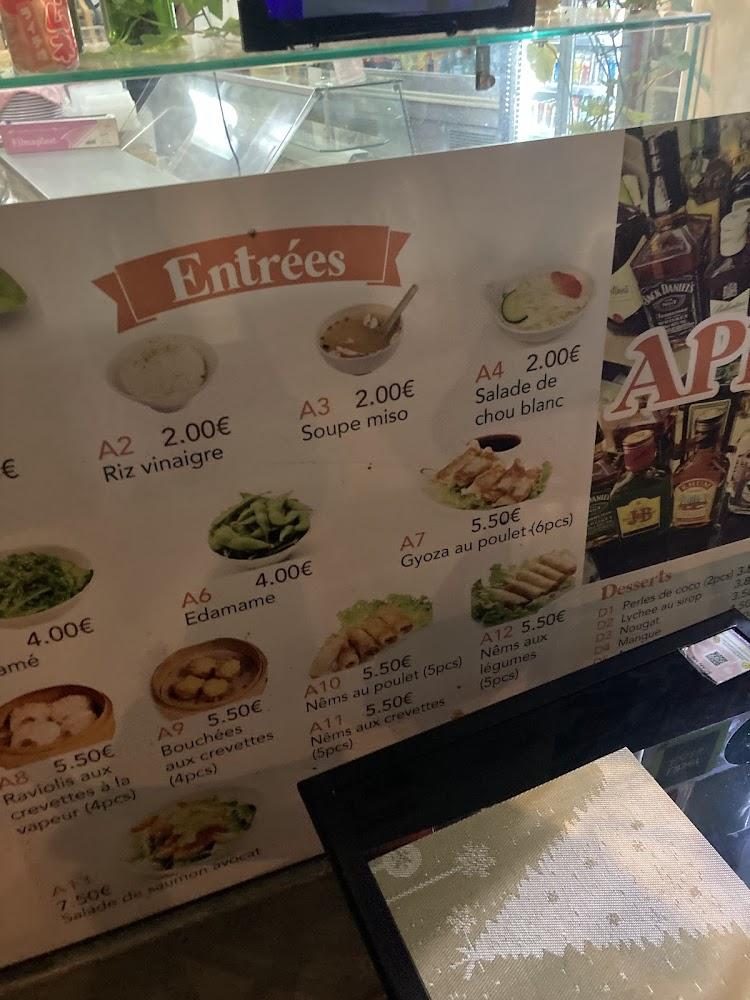 Filmaplast
Entrées
A2 2.00€
Riz vinaigre
A3 2.00€
Soupe miso
A4 2.00€
Salade de
chou blanc
€
4.00€
amé
A6 4.00€
Edamame
A7 5.50€
Gyoza au poulet (6pcs)
A8 5.50€
Raviolis aux
crevettes à la
vapeur (4pcs)
A9 5.50€
Bouchées
aux crevettes
(4pcs)
A10 5.50€
Nêms au poulet (5pcs)
A11 5.50€
Nêms aux crevettes
(5pcs)
A12 5.50€
Nêms aux
légumes
(5pcs)
A13
7.50€
Salade de saumon avocat
JACK DANIEL'S
AP
J&B
Desserts
D1 Perles de coco (2pcs)
D2 Lychee au sirop
D3 Nougat
D4 Mangue